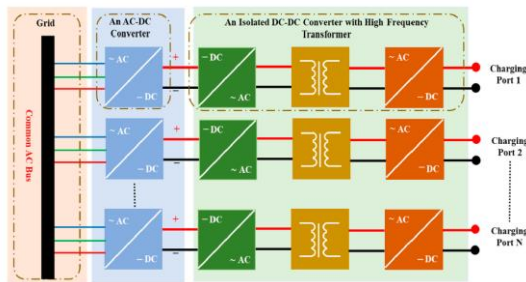 Grid
An AC-DC
Converter
An Isolated DC-DC Converter with High Frequency
Transformer
Common AC Bus
~ AC
— DC
+
−
— DC
~ AC
~ AC
— DC
Charging
Port 1
~ AC
— DC
+
−
— DC
~ AC
~ AC
— DC
Charging
Port 2
~ AC
— DC
+
−
— DC
~ AC
~ AC
— DC
Charging
Port N